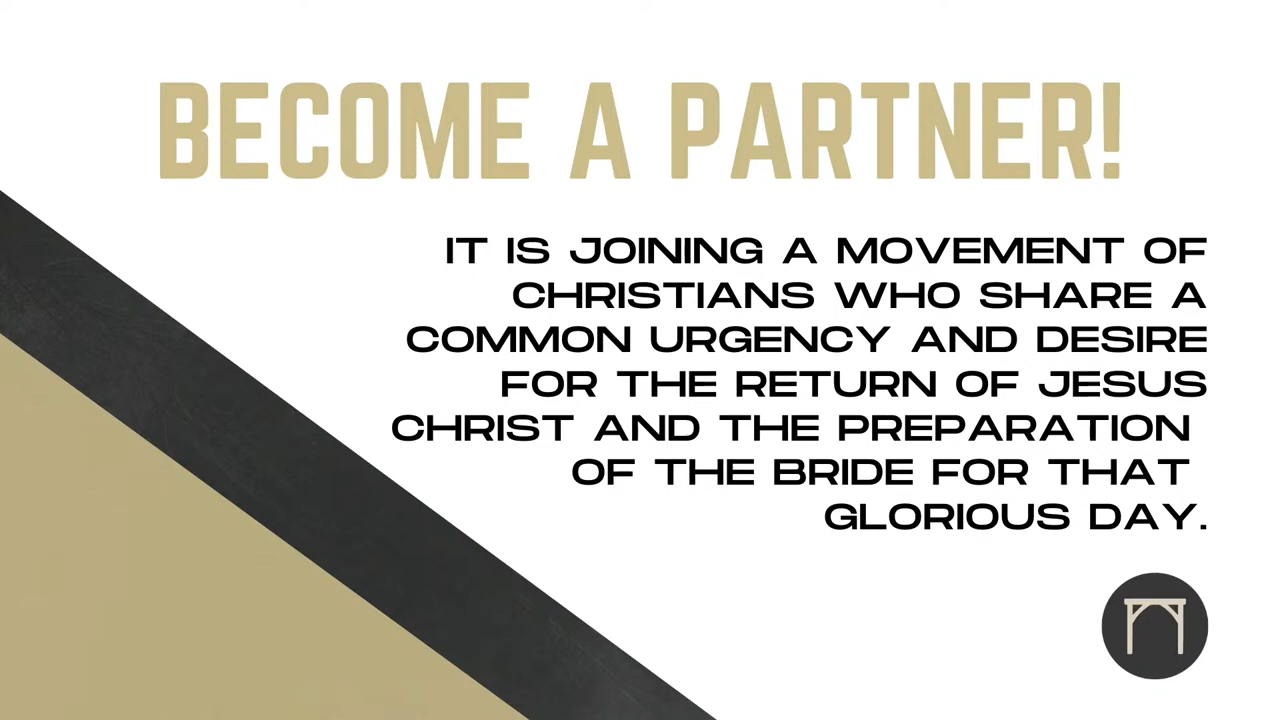 BECOME A PARTNER!
IT IS JOINING A MOVEMENT OF
CHRISTIANS WHO SHARE A
COMMON URGENCY AND DESIRE
FOR THE RETURN OF JESUS
CHRIST AND THE PREPARATION
OF THE BRIDE FOR THAT
GLORIOUS DAY.